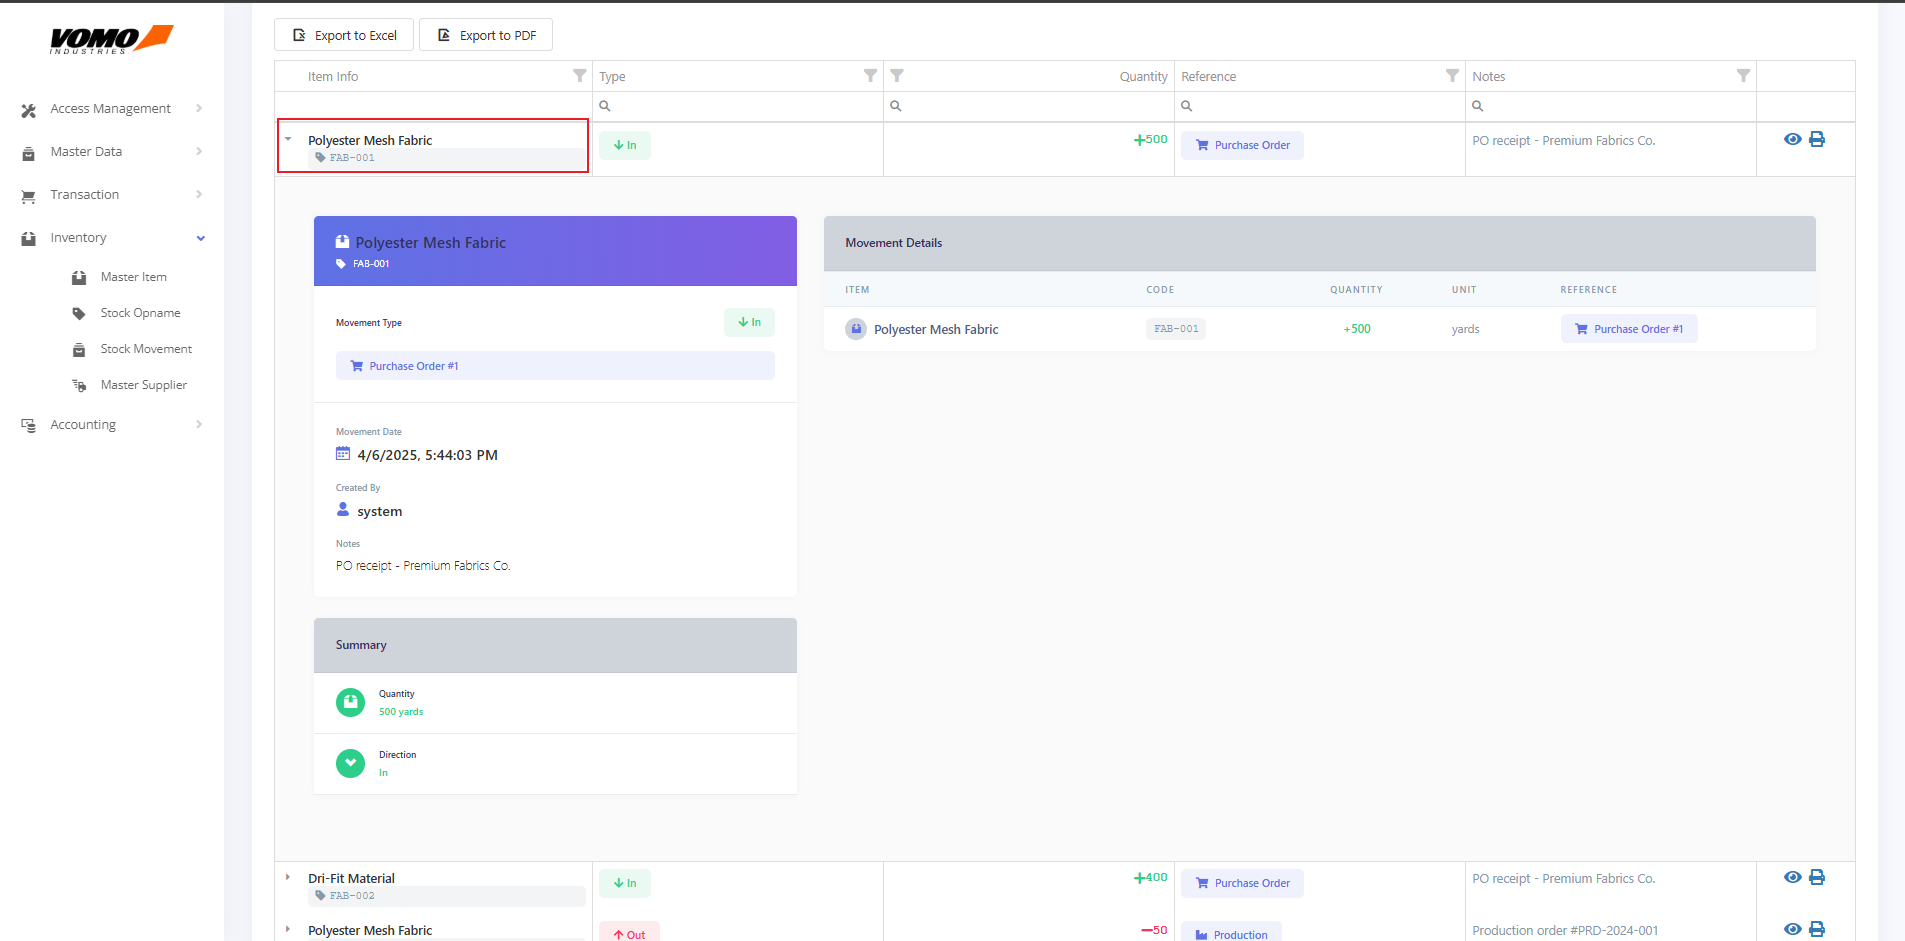 VOMO
INDUSTRIES
Access Management
Master Data
Transaction
Inventory
Master Item
Stock Opname
Stock Movement
Master Supplier
Accounting
Export to Excel
Export to PDF
Item Info
Type
Quantity
Reference
Notes
Polyester Mesh Fabric
FAB-001
In
+500
Purchase Order
PO receipt - Premium Fabrics Co.
Polyester Mesh Fabric
FAB-001
Movement Type
In
Purchase Order #1
Movement Date
4/6/2025, 5:44:03 PM
Created By
system
Notes
PO receipt - Premium Fabrics Co.
Summary
Quantity
500 yards
Direction
In
Movement Details
ITEM CODE QUANTITY UNIT REFERENCE
Polyester Mesh Fabric FAB-001 +500 yards Purchase Order #1
Dri-Fit Material
FAB-002
In
+400
Purchase Order
PO receipt - Premium Fabrics Co.
Polyester Mesh Fabric
Out
-50
Production
Production order #PRD-2024-001